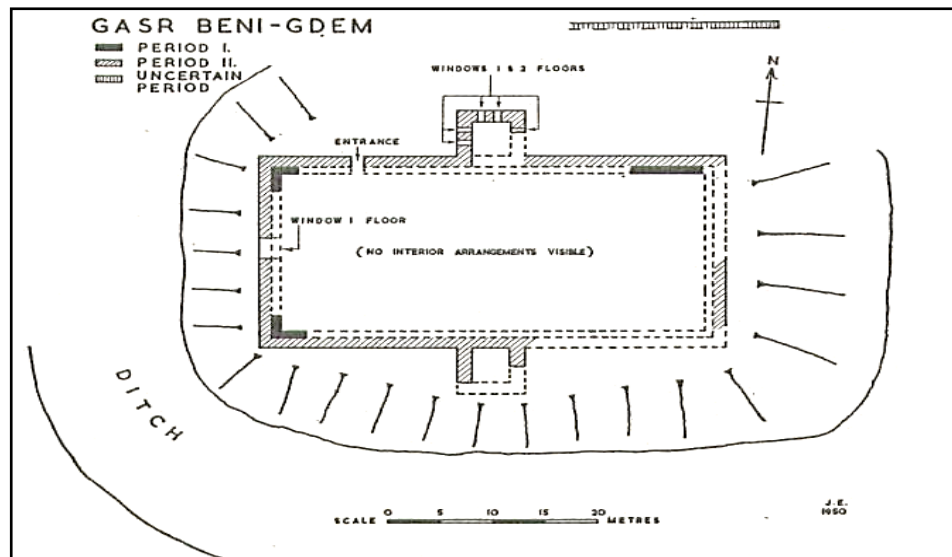 GASR BENI-GDEM
PERIOD I.
PERIOD II.
UNCERTAIN
PERIOD
WINDOWS 1 & 2 FLOORS
N
ENTRANCE
WINDOW 1 FLOOR
(NO INTERIOR ARRANGEMENTS VISIBLE)
DITCH
SCALE 0 5 10 15 20 METRES
J.E.
1950